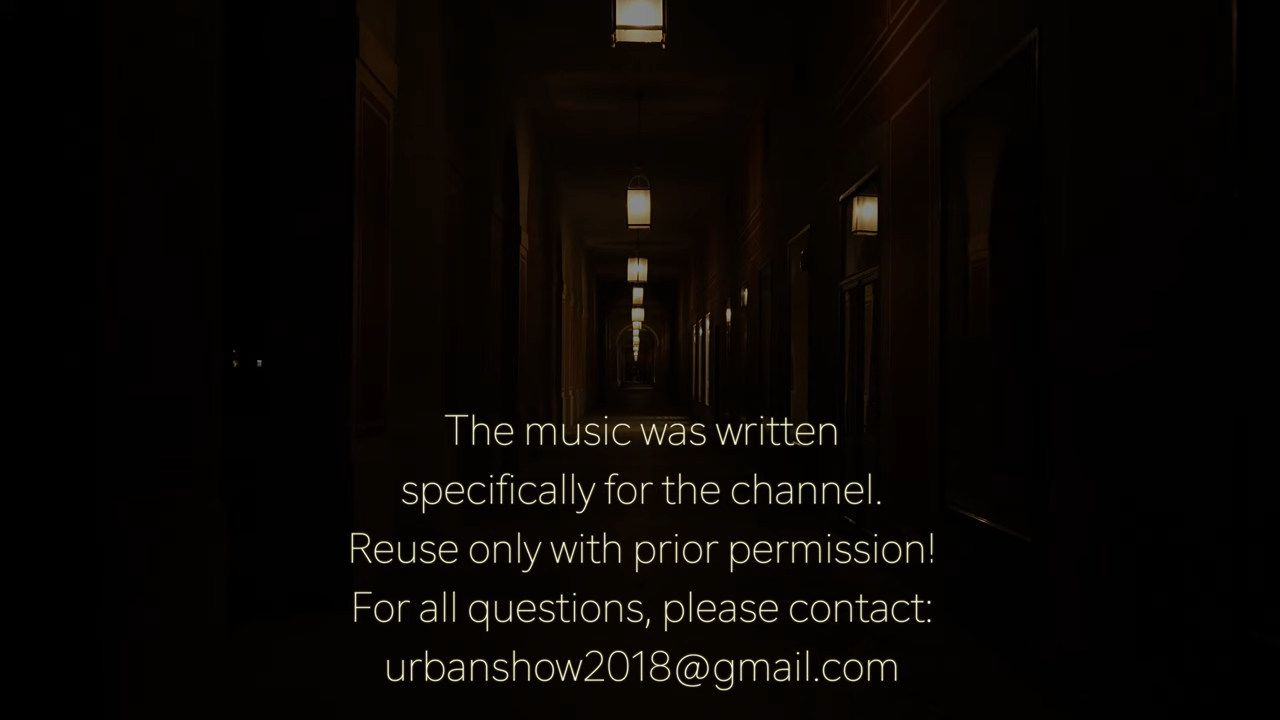 The music was written
specifically for the channel.
Reuse only with prior permission!
For all questions, please contact:
urbanshow2018@gmail.com